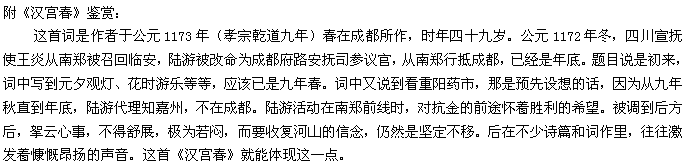 附《汉宫春》鉴赏：
这首词是作者于公元1173年（孝宗乾道九年）春在成都所作，时年四十九岁。公元1172年冬，四川宣抚
使王炎从南郑被召回临安，陆游被改命为成都府路安抚司参议官，从南郑行抵成都，已经是年底。题目说是初来，
词中写到元夕观灯、花时游乐等等，应该已是九年春。词中又说到看重阳药市，那是预先设想的话，因为从九年
秋直到年底，陆游代理知嘉州，不在成都。陆游活动在南郑前线时，对抗金的前途怀着胜利的希望。被调到后方
后，拏云心事，不得舒展，极为苦闷，而要收复河山的信念，仍然是坚定不移。后在不少诗篇和词作里，往往激
发着慷慨昂扬的声音。这首《汉宫春》就能体现这一点。